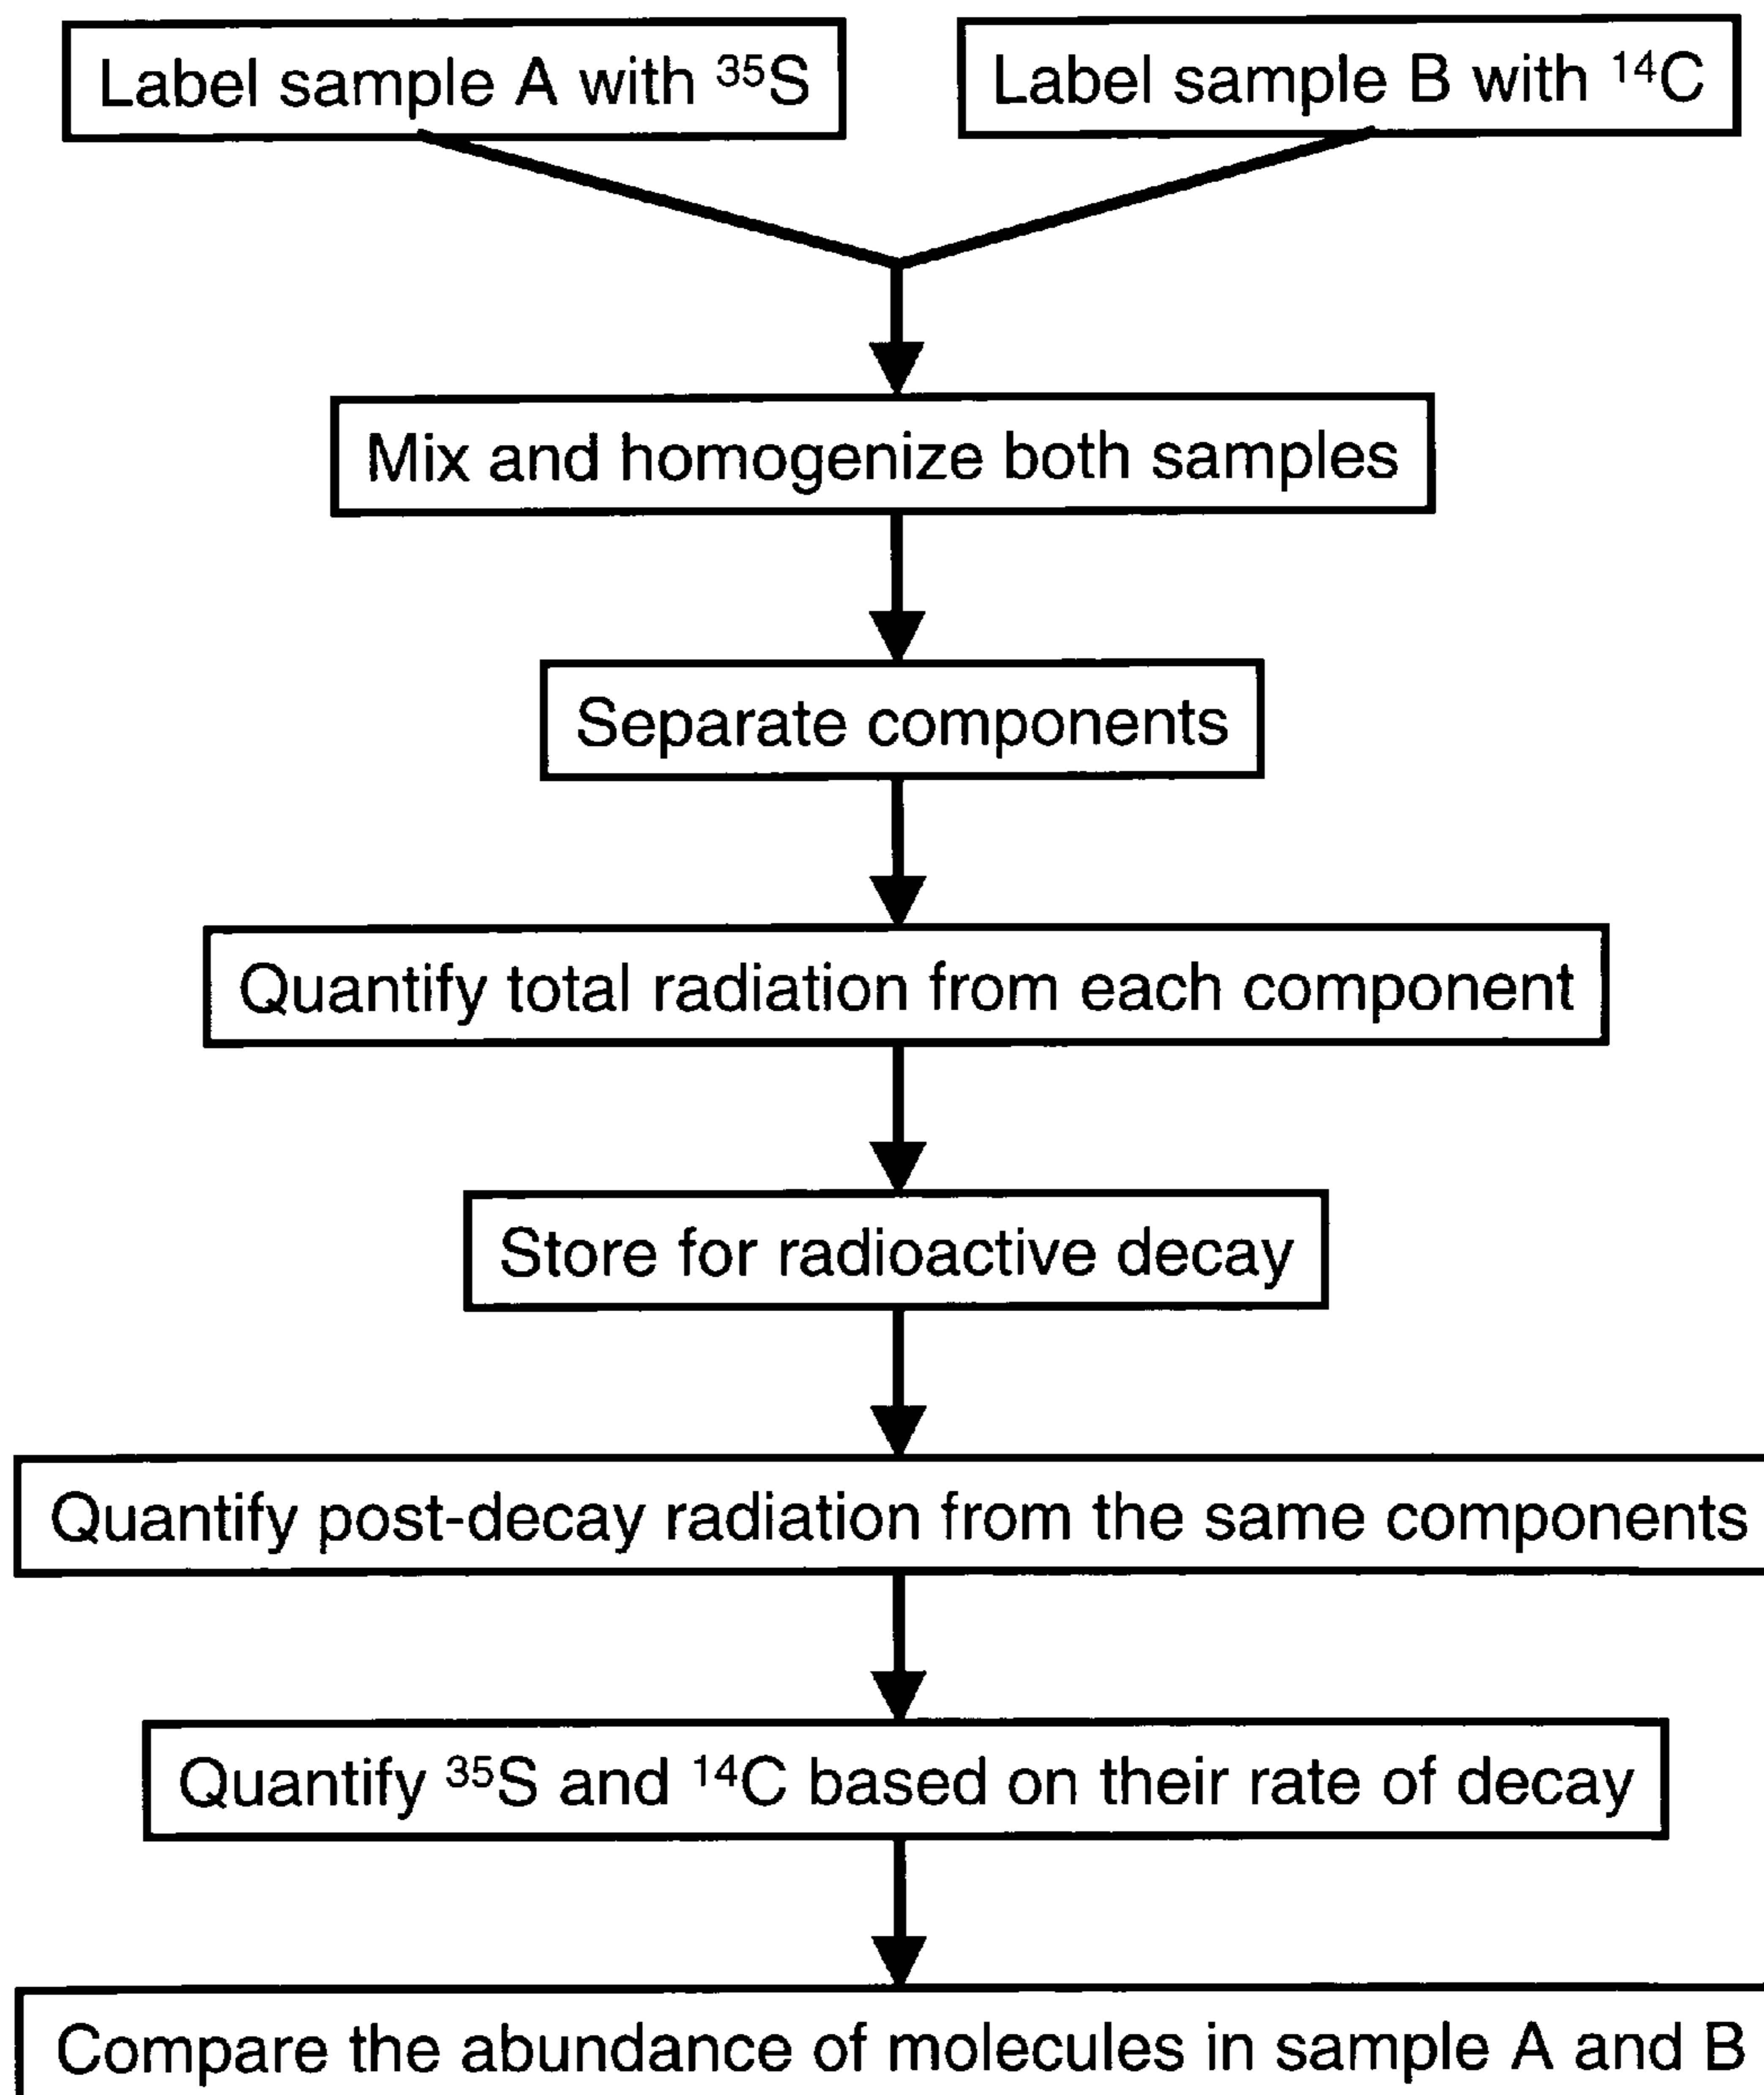 Label sample A with ³⁵S
Label sample B with ¹⁴C
Mix and homogenize both samples
Separate components
Quantify total radiation from each component
Store for radioactive decay
Quantify post-decay radiation from the same components
Quantify ³⁵S and ¹⁴C based on their rate of decay
Compare the abundance of molecules in sample A and B